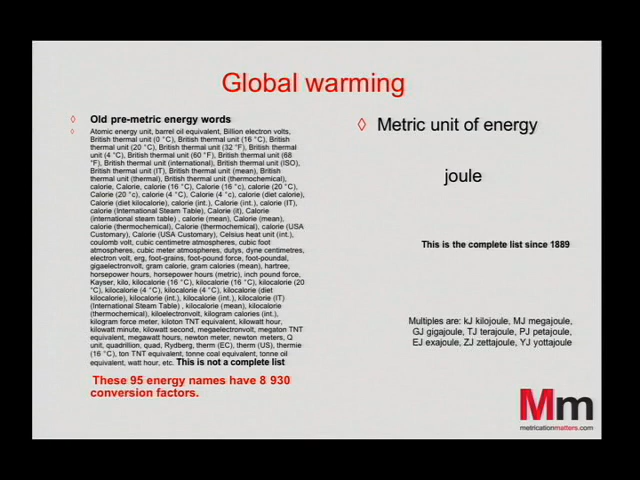 Global warming
Old pre-metric energy words
Atomic energy unit, barrel oil equivalent, Billion electron volts,
British thermal unit (0 °C), British thermal unit (16 °C), British
thermal unit (20 °C), British thermal unit (32 °F), British thermal
unit (4 °C), British thermal unit (60 °F), British thermal unit (68
°F), British thermal unit (international), British thermal unit (ISO),
British thermal unit (IT), British thermal unit (mean), British
thermal unit (thermal), British thermal unit (thermochemical),
calorie, Calorie, calorie (16 °C), Calorie (16 °c), calorie (20 °C),
Calorie (20 °c), calorie (4 °C), Calorie (4 °c), calorie (diet calorie),
Calorie (diet kilocalorie), calorie (int.), Calorie (int.), calorie (IT)
(International Steam Table), Calorie (it), Calorie
(international steam table) , calorie (mean), Calorie (mean),
calorie (thermochemical), Calorie (thermochemical), calorie (USA
Customary), Calorie (USA Customary), Celsius heat unit (int.),
coulomb volt, cubic centimetre atmospheres, cubic foot
atmospheres, cubic meter atmospheres, dutys, dyne centimetres,
electron volt, erg, foot-grains, foot-pound force, foot-poundal,
gigaelectronvolt, gram calorie, gram calories (mean), hartree,
horsepower hours, horsepower hours (metric), inch pound force,
Kayser, kilo, kilocalorie (16 °C), kilocalorie (16 °C), kilocalorie (20
°C), kilocalorie (4 °C), kilocalorie (4 °C), kilocalorie (diet
kilocalorie), kilocalorie (int.), kilocalorie (int.), kilocalorie (IT)
(International Steam Table) , kilocalorie (mean), kilocalorie
(thermochemical), kiloelectronvolt, kilogram calories (int.),
kilogram force meter, kiloton TNT equivalent, kilowatt hour,
kilowatt minute, kilowatt second, megaelectronvolt, megaton TNT
equivalent, megawatt hours, newton meter, newton meters, Q
unit, quadrillion, quad, Rydberg, therm (EC), therm (US), thermie
(16 °C), ton TNT equivalent, tonne coal equivalent, tonne oil
equivalent, watt hour, etc. This is not a complete list
These 95 energy names have 8 930
conversion factors.
Metric unit of energy
joule
This is the complete list since 1889
Multiples are: kJ kilojoule, MJ megajoule,
GJ gigajoule, TJ terajoule, PJ petajoule,
EJ exajoule, ZJ zettajoule, YJ yottajoule
Mm
metricationmatters.com